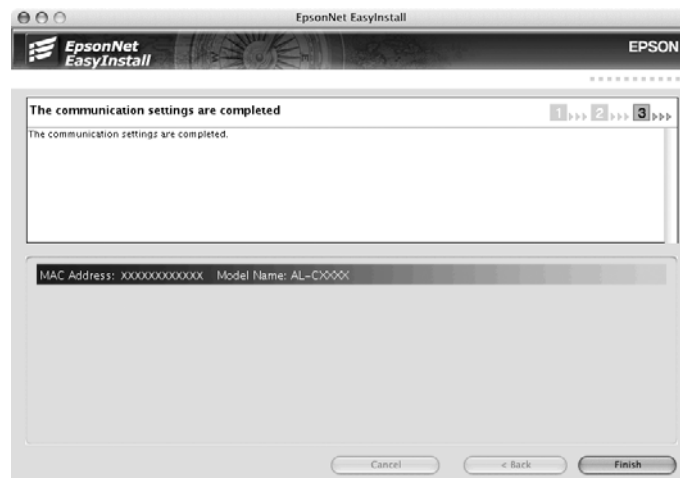 EpsonNet EasyInstall
EpsonNet
EasyInstall
EPSON
The communication settings are completed
1 2 3
The communication settings are completed.
MAC Address: XXXXXXXXXXXX Model Name: AL-CXXXX
Cancel < Back Finish